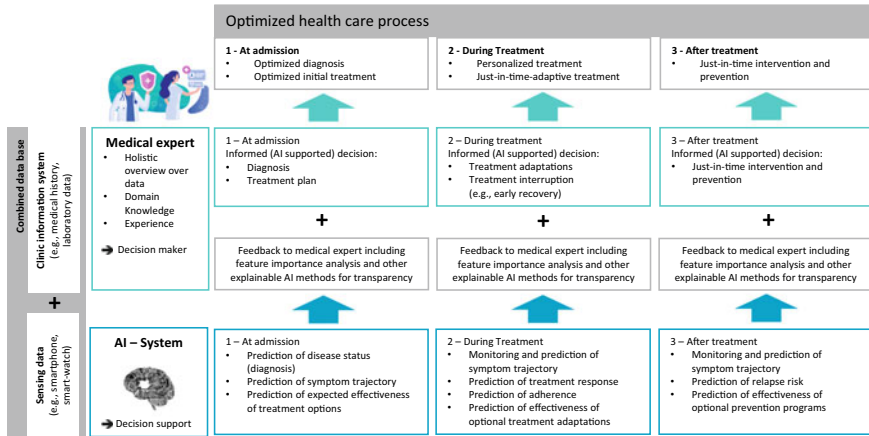 Optimized health care process
1 - At admission
• Optimized diagnosis
• Optimized initial treatment
2 - During Treatment
• Personalized treatment
• Just-in-time-adaptive treatment
3 - After treatment
• Just-in-time intervention and
prevention
Combined data base
Clinic information system
(e.g., medical history,
laboratory data)
Medical expert
• Holistic
overview over
data
• Domain
Knowledge
• Experience
➔ Decision maker
1 – At admission
Informed (AI supported) decision:
• Diagnosis
• Treatment plan
2 – During treatment
Informed (AI supported) decision:
• Treatment adaptations
• Treatment interruption
(e.g., early recovery)
3 – After treatment
Informed (AI supported) decision:
• Just-in-time intervention and
prevention
+
+
+
Feedback to medical expert including
feature importance analysis and other
explainable AI methods for transparency
Feedback to medical expert including
feature importance analysis and other
explainable AI methods for transparency
Feedback to medical expert including
feature importance analysis and other
explainable AI methods for transparency
+
Sensing data
(e.g., smartphone,
smart-watch)
AI – System
➔ Decision support
1 – At admission
• Prediction of disease status
(diagnosis)
• Prediction of symptom trajectory
• Prediction of expected effectiveness
of treatment options
2 – During Treatment
• Monitoring and prediction of
symptom trajectory
• Prediction of treatment response
• Prediction of adherence
• Prediction of effectiveness of
optional treatment adaptations
3 – After treatment
• Monitoring and prediction of
symptom trajectory
• Prediction of relapse risk
• Prediction of effectiveness of
optional prevention programs